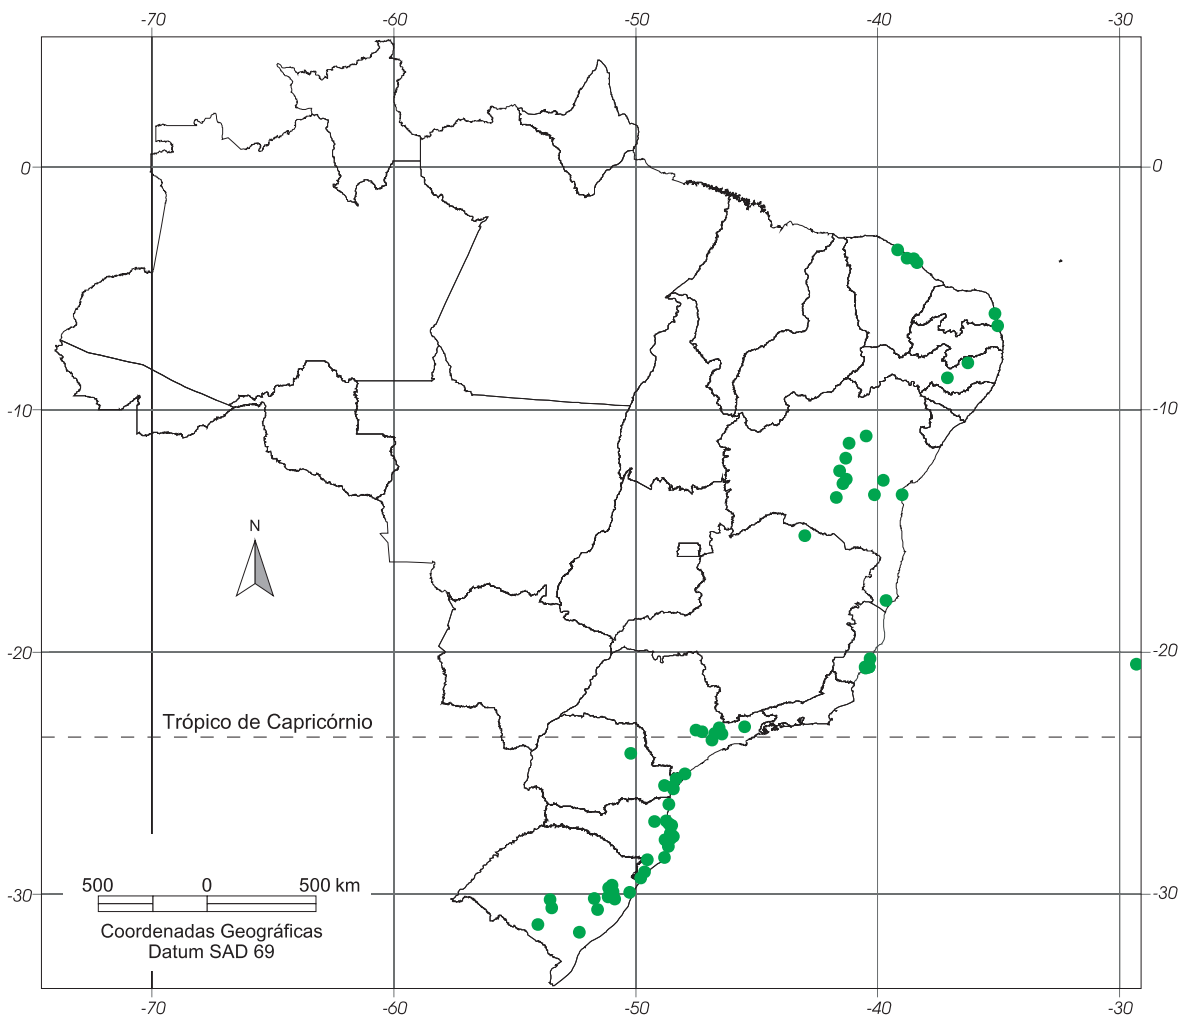 -70 -60 -50 -40 -30
0 0
-10 -10
N
-20 -20
Trópico de Capricórnio
500 0 500 km
-30 -30
Coordenadas Geográficas
Datum SAD 69
-70 -60 -50 -40 -30